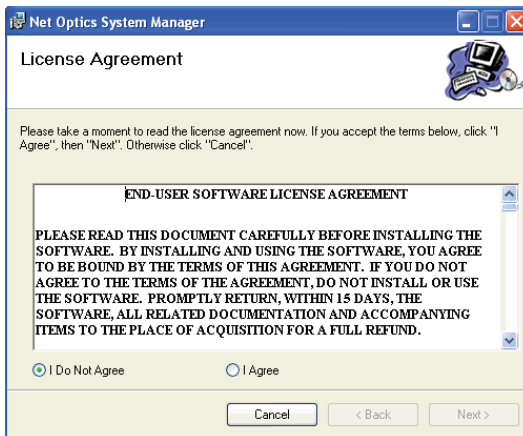 Net Optics System Manager
License Agreement
Please take a moment to read the license agreement now. If you accept the terms below, click "I
Agree", then "Next". Otherwise click "Cancel".
END-USER SOFTWARE LICENSE AGREEMENT
PLEASE READ THIS DOCUMENT CAREFULLY BEFORE INSTALLING THE
SOFTWARE. BY INSTALLING AND USING THE SOFTWARE, YOU AGREE
TO BE BOUND BY THE TERMS OF THIS AGREEMENT. IF YOU DO NOT
AGREE TO THE TERMS OF THE AGREEMENT, DO NOT INSTALL OR USE
THE SOFTWARE. PROMPTLY RETURN, WITHIN 15 DAYS, THE
SOFTWARE, ALL RELATED DOCUMENTATION AND ACCOMPANYING
ITEMS TO THE PLACE OF ACQUISITION FOR A FULL REFUND.
I Do Not Agree
I Agree
Cancel
< Back
Next >